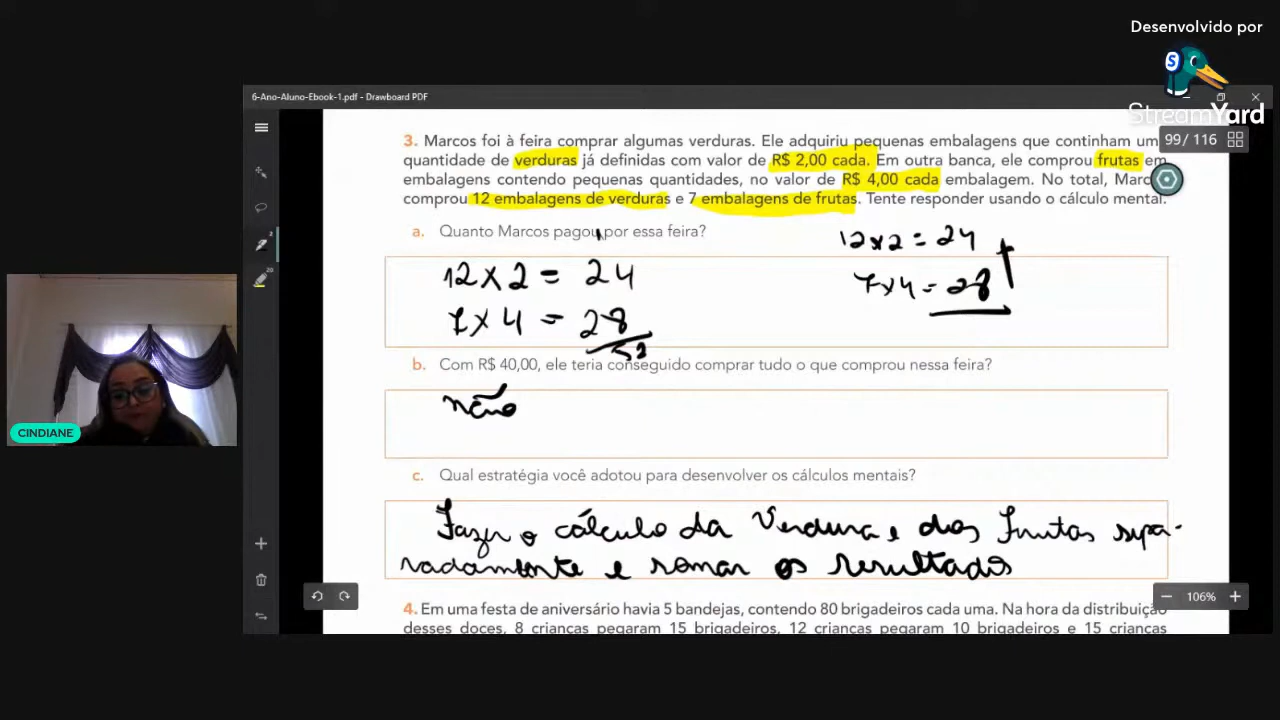 Desenvolvido por
StreamYard
6-Ano-Aluno-Ebook-1.pdf - Drawboard PDF
99 / 116
3. Marcos foi à feira comprar algumas verduras. Ele adquiriu pequenas embalagens que continham um
quantidade de verduras já definidas com valor de R$ 2,00 cada. Em outra banca, ele comprou frutas em
embalagens contendo pequenas quantidades, no valor de R$ 4,00 cada embalagem. No total, Marc
comprou 12 embalagens de verduras e 7 embalagens de frutas. Tente responder usando o cálculo mental.
a. Quanto Marcos pagou por essa feira?
12 x 2 = 24
7 x 4 = 28
12 x 2 = 24
7 x 4 = 28
52
b. Com R$ 40,00, ele teria conseguido comprar tudo o que comprou nessa feira?
não
c. Qual estratégia você adotou para desenvolver os cálculos mentais?
Fazer o cálculo da Verdura e das frutas sepa-
radamente e somar os resultados
4. Em uma festa de aniversário havia 5 bandejas, contendo 80 brigadeiros cada uma. Na hora da distribuição
desses doces, 8 crianças pegaram 15 brigadeiros, 12 crianças pegaram 10 brigadeiros e 15 crianças
106%
CINDIANE